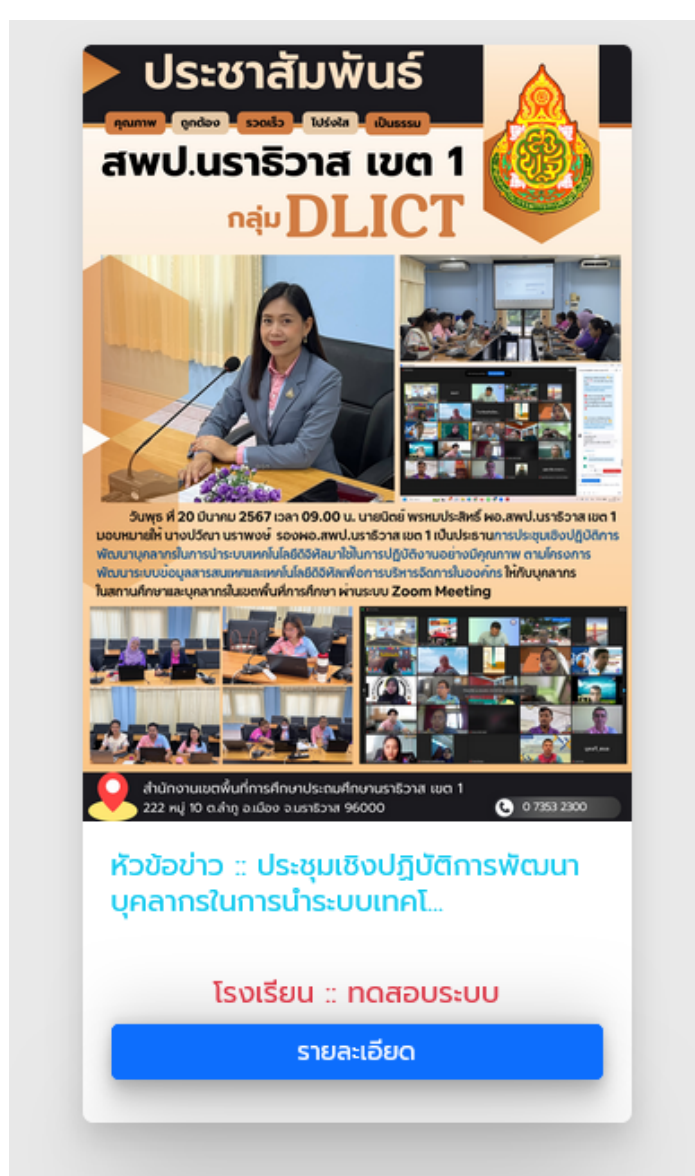 ประชาสัมพันธ์
คุณภาพ ถูกต้อง รวดเร็ว โปร่งใส เป็นธรรม
สพป.นราธิวาส เขต 1
กลุ่ม DLICT
วันพุธ ที่ 20 มีนาคม 2567 เวลา 09.00 น. นายนิตย์ พรหมประสิทธิ์ ผอ.สพป.นราธิวาส เขต 1
มอบหมายให้ นางปวีณา นราพงษ์ รองผอ.สพป.นราธิวาส เขต 1 เป็นประธานการประชุมเชิงปฏิบัติการ
พัฒนาบุคลากรในการนำระบบเทคโนโลยีดิจิทัลมาใช้ในการปฏิบัติงานอย่างมีคุณภาพ ตามโครงการ
พัฒนาระบบข้อมูลสารสนเทศและเทคโนโลยีดิจิทัลเพื่อการบริหารจัดการในองค์กร ให้กับบุคลากร
ในสถานศึกษาและบุคลากรในเขตพื้นที่การศึกษา ผ่านระบบ Zoom Meeting
สำนักงานเขตพื้นที่การศึกษาประถมศึกษานราธิวาส เขต 1
222 หมู่ 10 ต.ลำภู อ.เมือง จ.นราธิวาส 96000
0 7353 2300
หัวข้อข่าว :: ประชุมเชิงปฏิบัติการพัฒนา
บุคลากรในการนำระบบเทคโ...
โรงเรียน :: ทดสอบระบบ
รายละเอียด